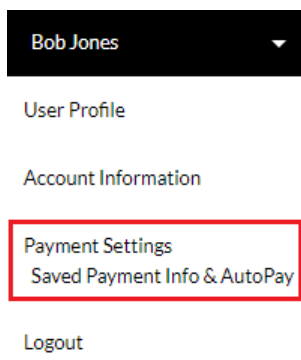 Bob Jones
User Profile
Account Information
Payment Settings
Saved Payment Info & AutoPay
Logout